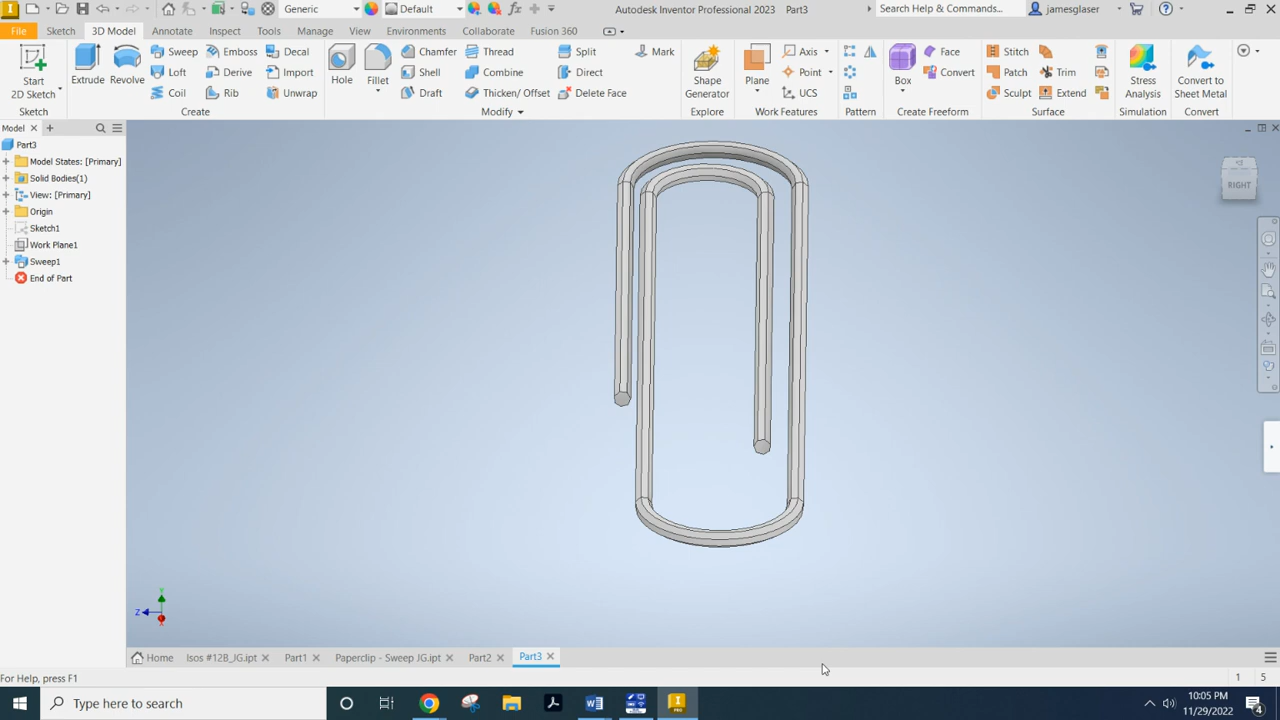 Generic
Default
Autodesk Inventor Professional 2023 Part3
Search Help & Commands...
jamesglaser
File Sketch 3D Model Annotate Inspect Tools Manage View Environments Collaborate Fusion 360
Start
2D Sketch
Sketch
Extrude
Revolve
Sweep
Loft
Coil
Emboss
Derive
Rib
Decal
Import
Unwrap
Create
Hole
Fillet
Chamfer
Shell
Draft
Thread
Combine
Thicken/ Offset
Split
Direct
Delete Face
Mark
Modify
Shape
Generator
Explore
Plane
Axis
Point
UCS
Work Features
Pattern
Box
Face
Convert
Create Freeform
Stitch
Patch
Sculpt
Trim
Extend
Surface
Stress
Analysis
Simulation
Convert to
Sheet Metal
Convert
Model
Part3
Model States: [Primary]
Solid Bodies(1)
View: [Primary]
Origin
Sketch1
Work Plane1
Sweep1
End of Part
RIGHT
Y
Z
Home
Isos #12B_JG.ipt
Part1
Paperclip - Sweep JG.ipt
Part2
Part3
For Help, press F1
1 5
Type here to search
10:05 PM
11/29/2022
4